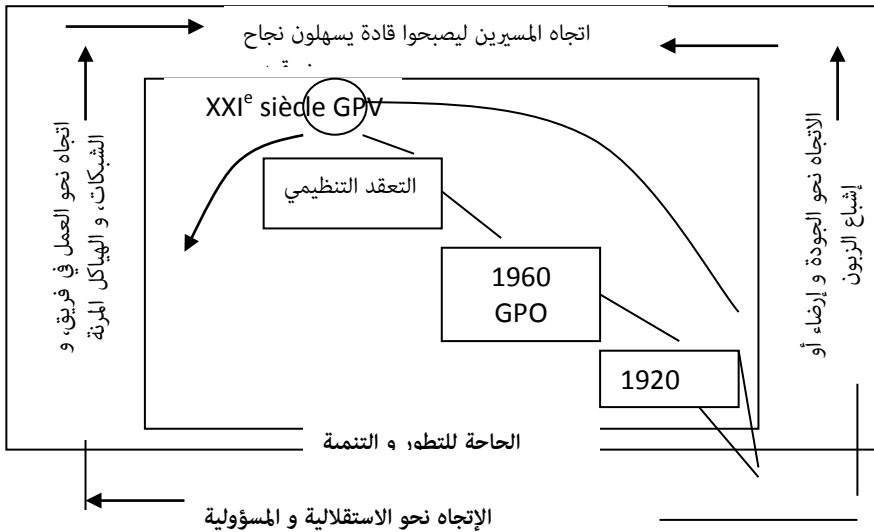 اتجاه المسيرين ليصبحوا قادة يسهلون نجاح
XXIᵉ siècle GPV
الاتجاه نحو الجودة و إرضاء أو
إشباع الزبون
اتجاه نحو العمل في فريق، و
الشبكات، و الهياكل المرنة
التعقد التنظيمي
1960
GPO
1920
الحاجة للتطور و التنمية
الإتجاه نحو الاستقلالية و المسؤولية